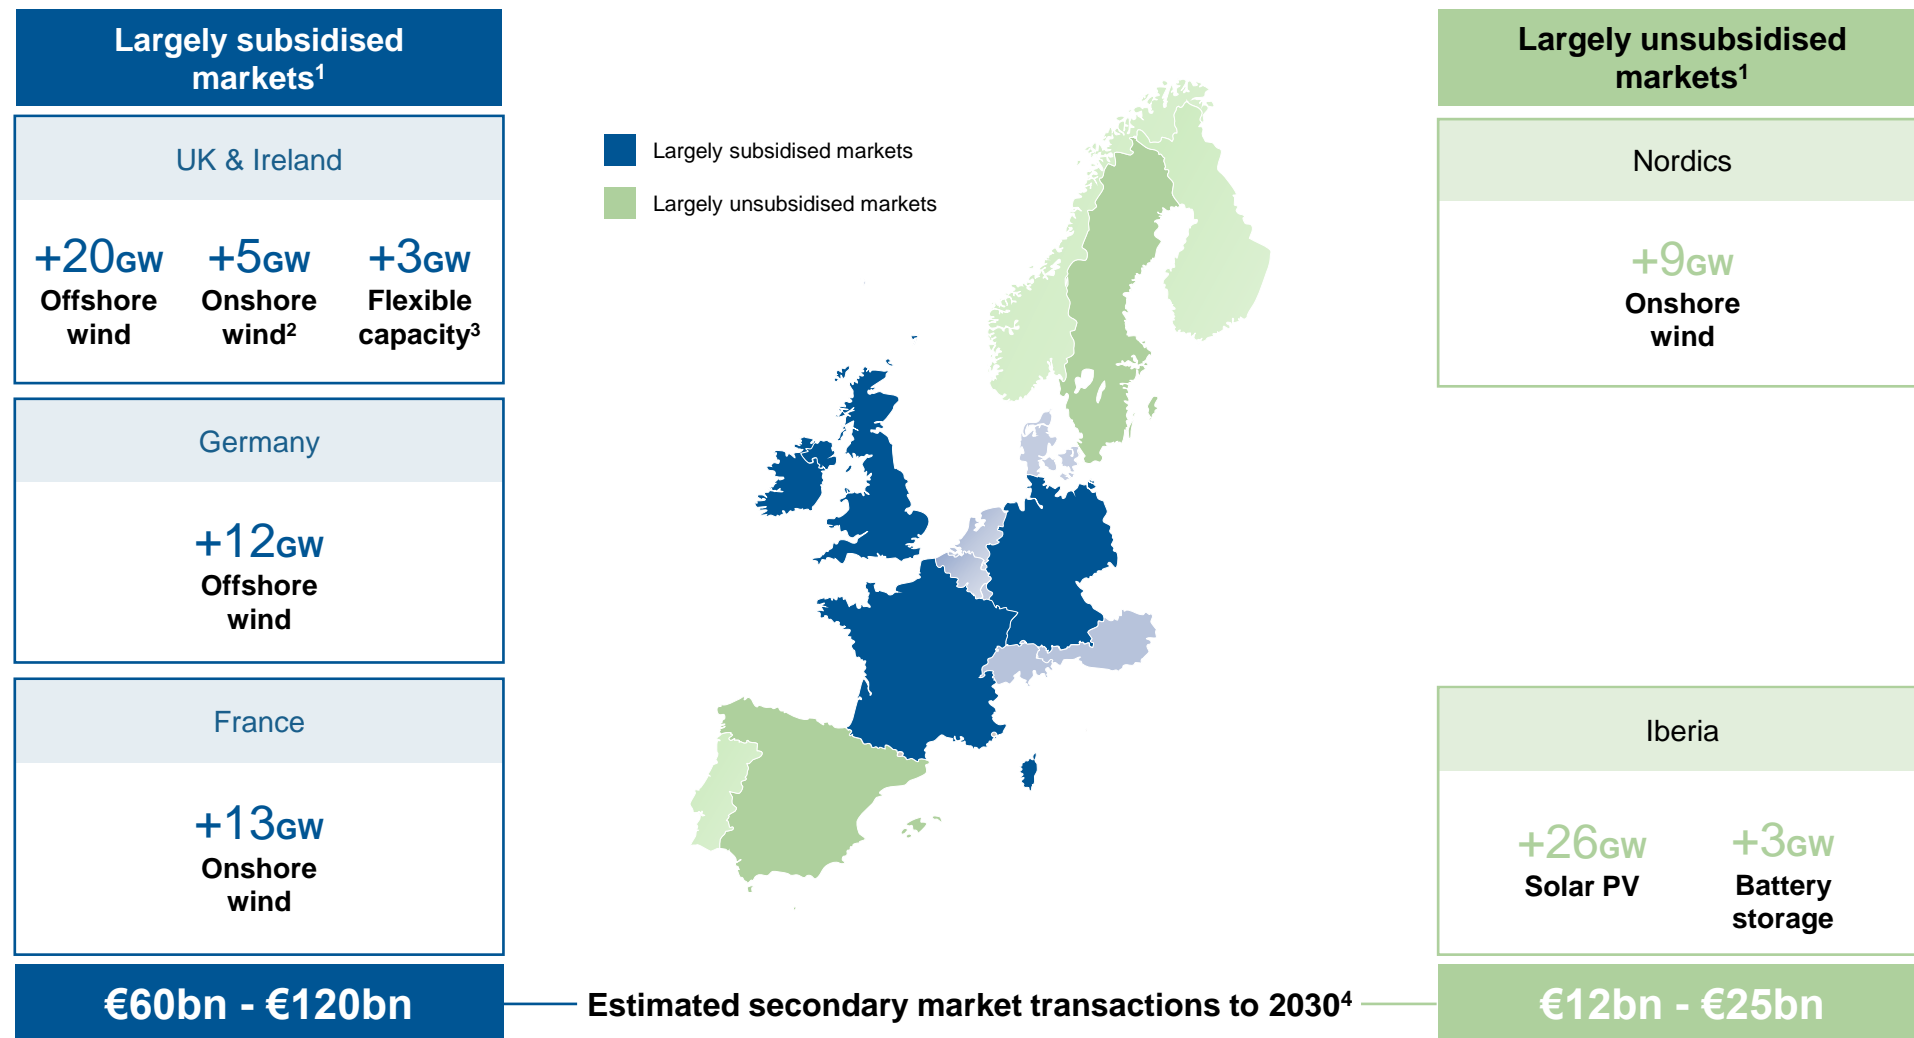 Largely subsidised
markets1
UK & Ireland
+20GW
Offshore
wind
+5GW
Onshore
wind2
+3GW
Flexible
capacity3
Germany
+12GW
Offshore
wind
France
+13GW
Onshore
wind
€60bn - €120bn
Largely subsidised markets
Largely unsubsidised markets
Estimated secondary market transactions to 20304
Largely unsubsidised
markets1
Nordics
+9GW
Onshore
wind
Iberia
+26GW
Solar PV
+3GW
Battery
storage
€12bn - €25bn